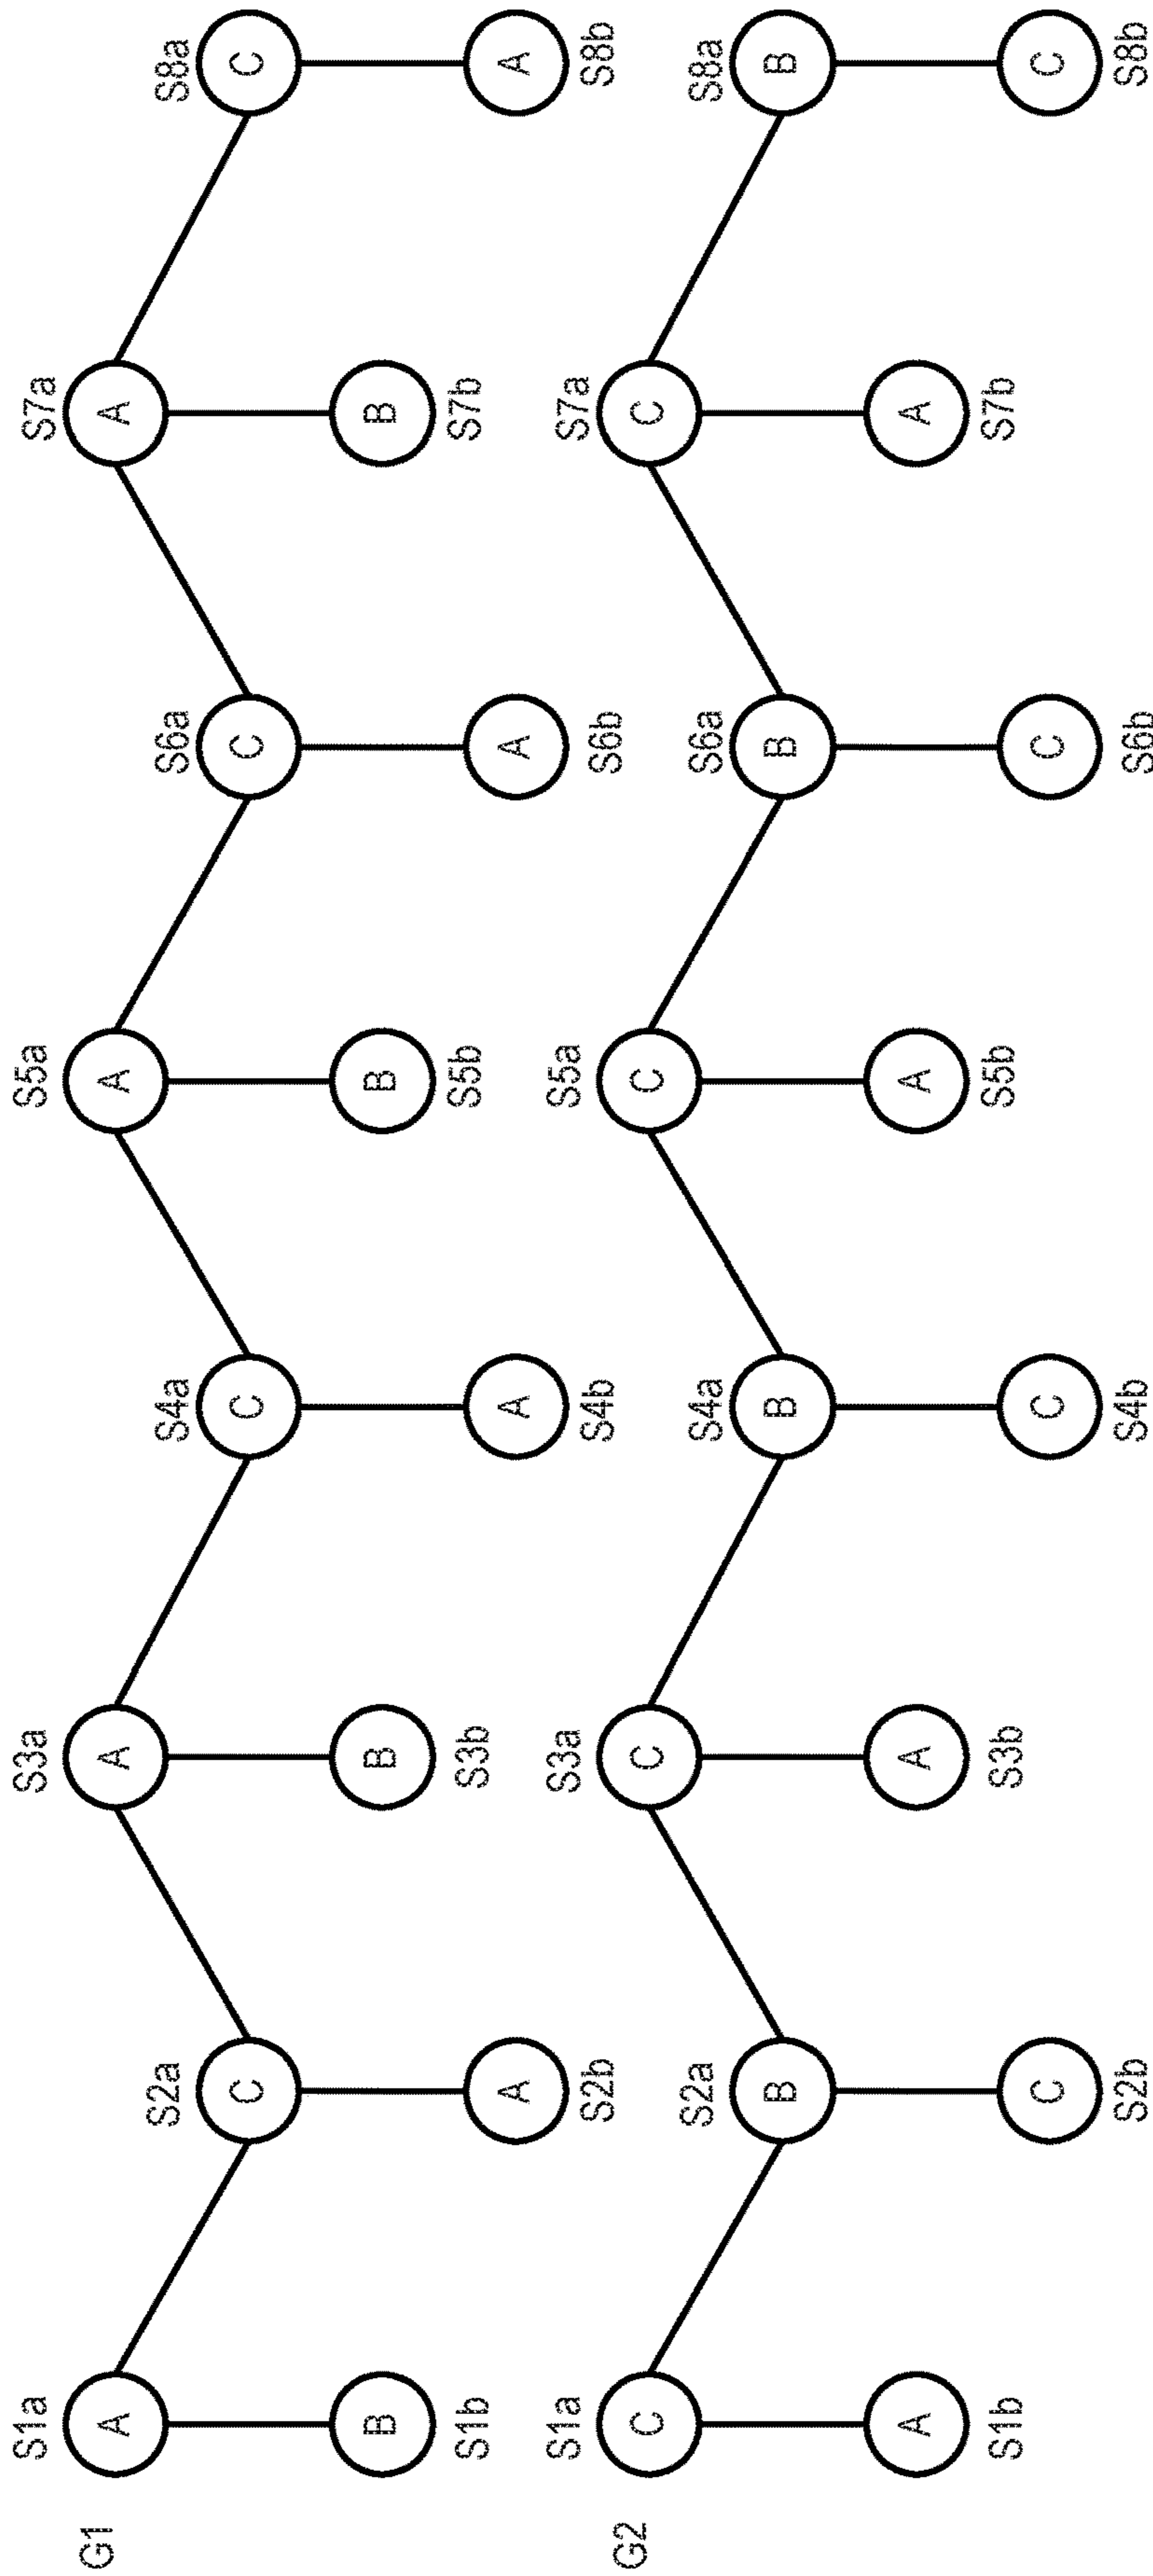 S1a S3a S5a S7a
G1 A A A A
S2a S4a S6a S8a
C C C C
B B B B
S1b S3b S5b S7b
A A A A
S1a S3a S5a S7a
S2b S4b S6b S8b
G2 C C C C
S2a S4a S6a S8a
B B B B
A A A A
S1b S3b S5b S7b
C C C C
S2b S4b S6b S8b